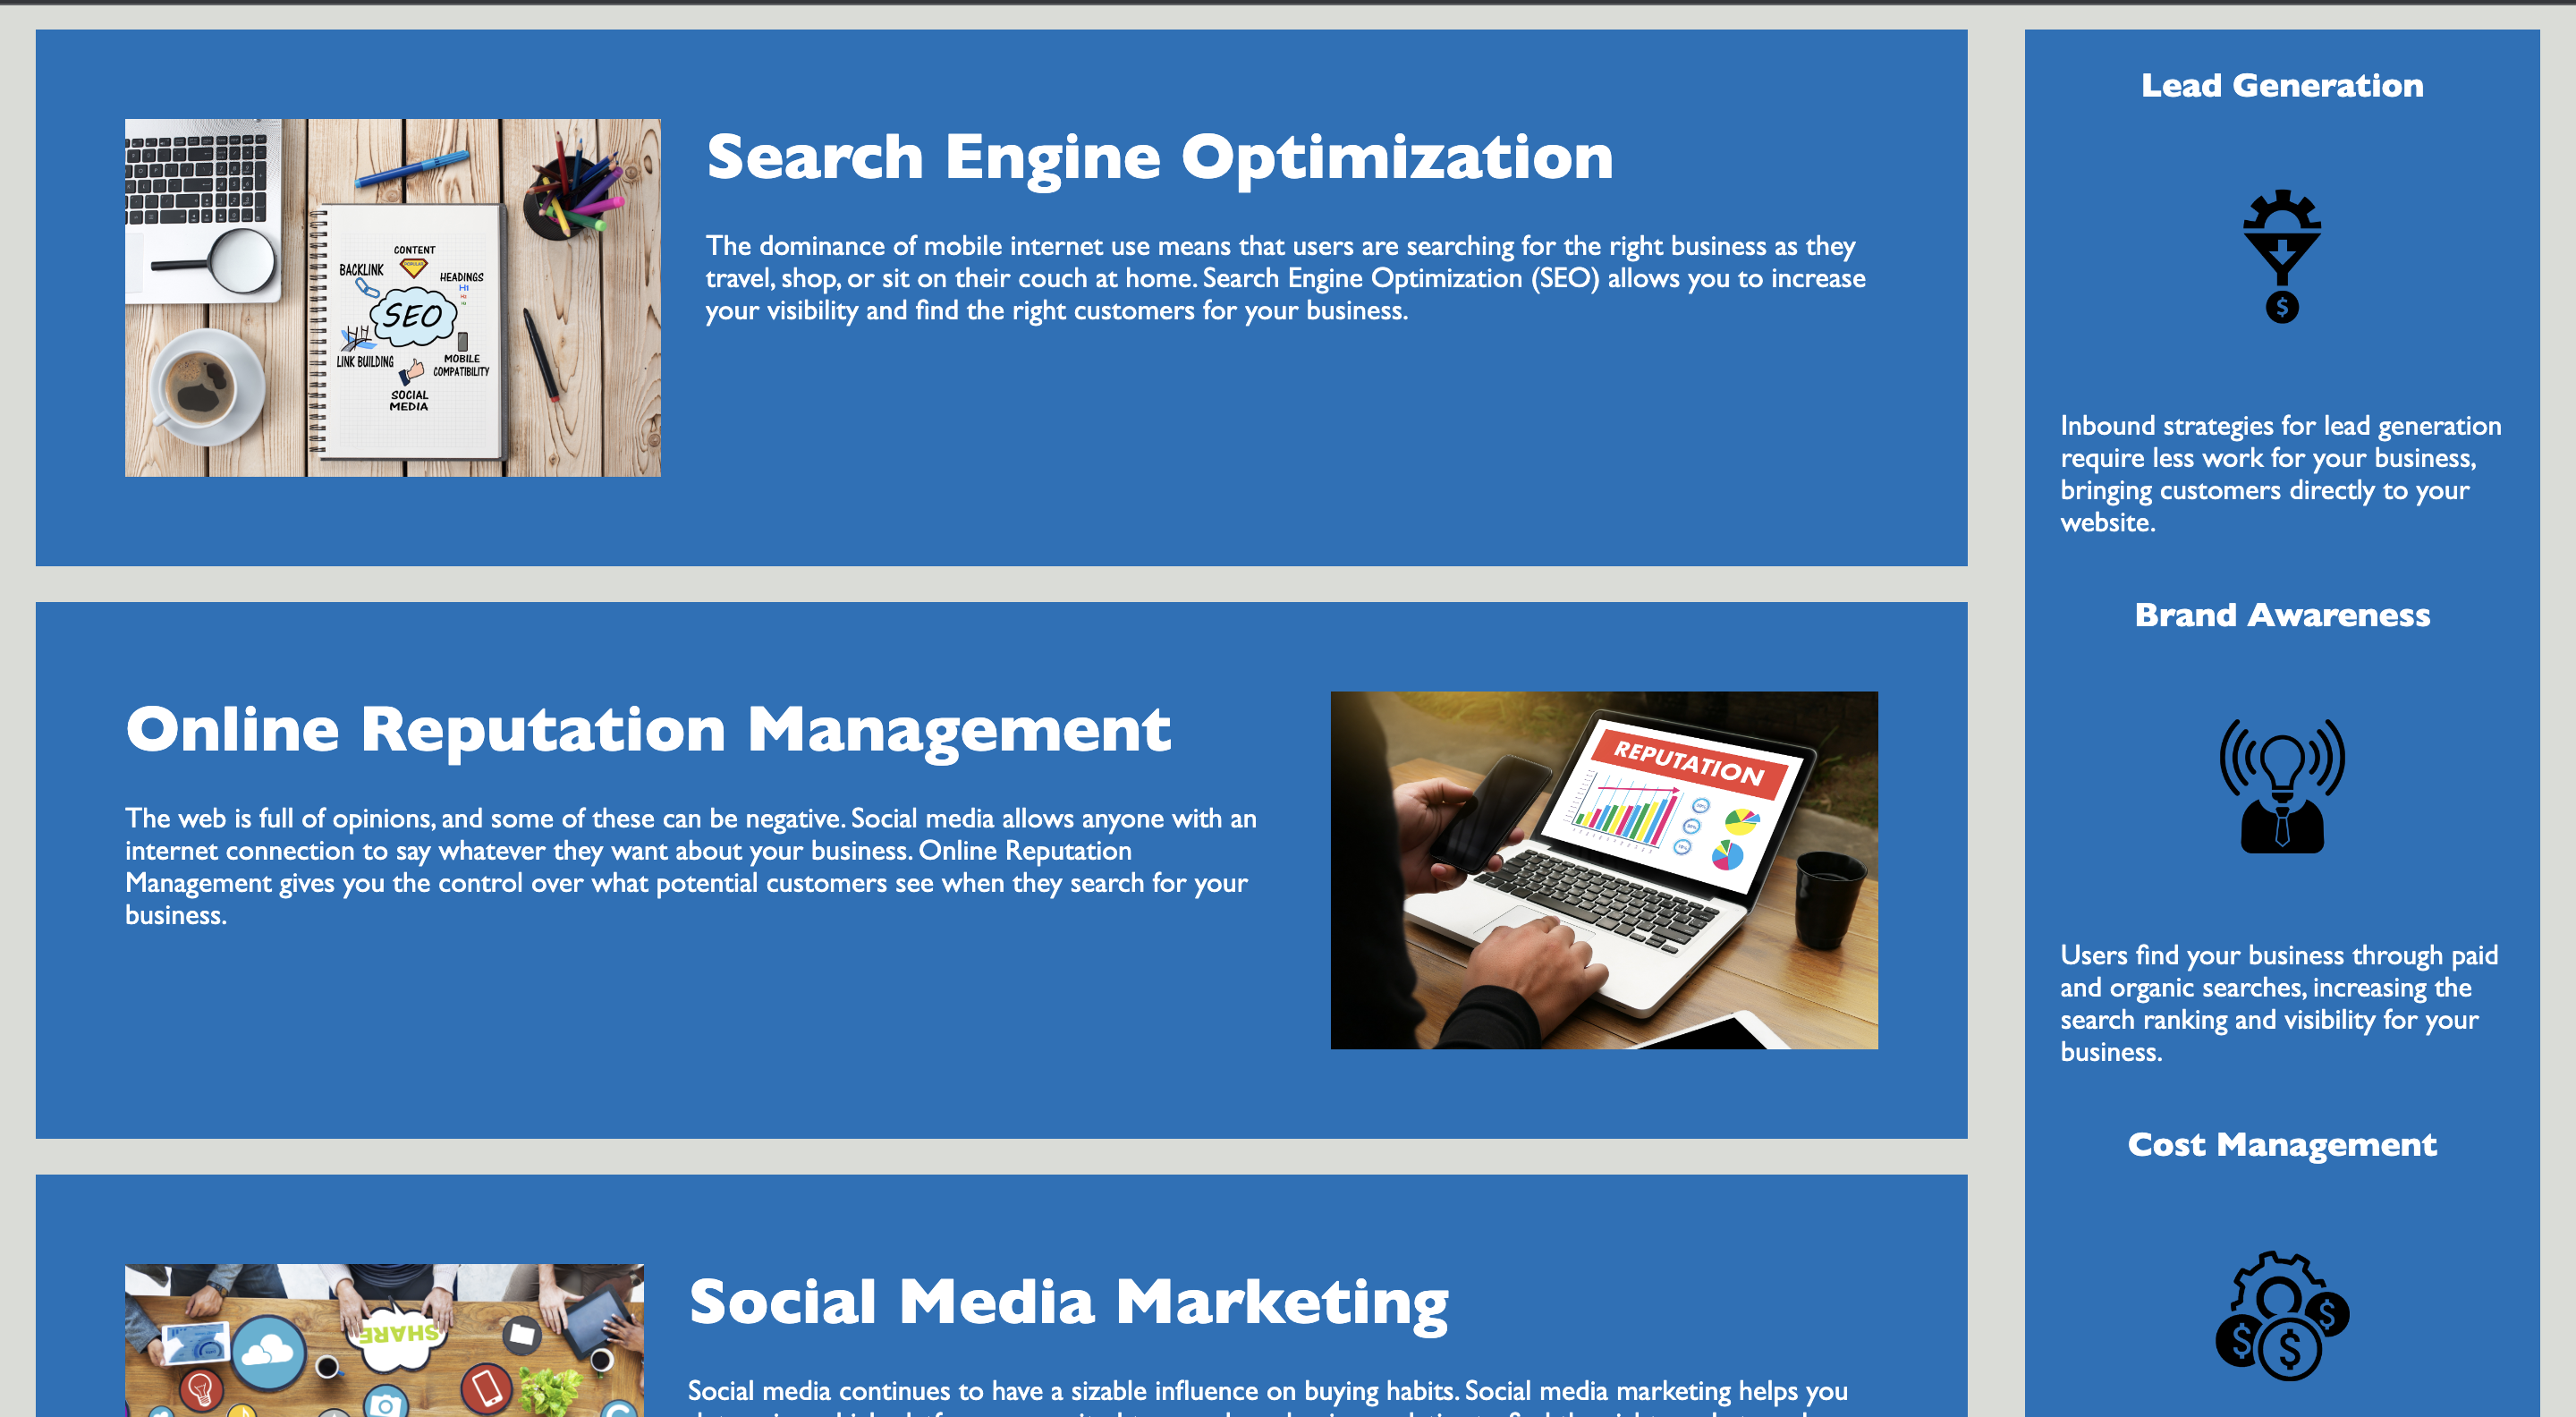 Search Engine Optimization
The dominance of mobile internet use means that users are searching for the right business as they
travel, shop, or sit on their couch at home. Search Engine Optimization (SEO) allows you to increase
your visibility and find the right customers for your business.
CONTENT
BACKLINK
HEADINGS
H1
SEO
LINK BUILDING
MOBILE
COMPATIBILITY
SOCIAL
MEDIA
Online Reputation Management
The web is full of opinions, and some of these can be negative. Social media allows anyone with an
internet connection to say whatever they want about your business. Online Reputation
Management gives you the control over what potential customers see when they search for your
business.
REPUTATION
Social Media Marketing
Social media continues to have a sizable influence on buying habits. Social media marketing helps you
SHARE
Lead Generation
$
Inbound strategies for lead generation
require less work for your business,
bringing customers directly to your
website.
Brand Awareness
Users find your business through paid
and organic searches, increasing the
search ranking and visibility for your
business.
Cost Management
$
$
$